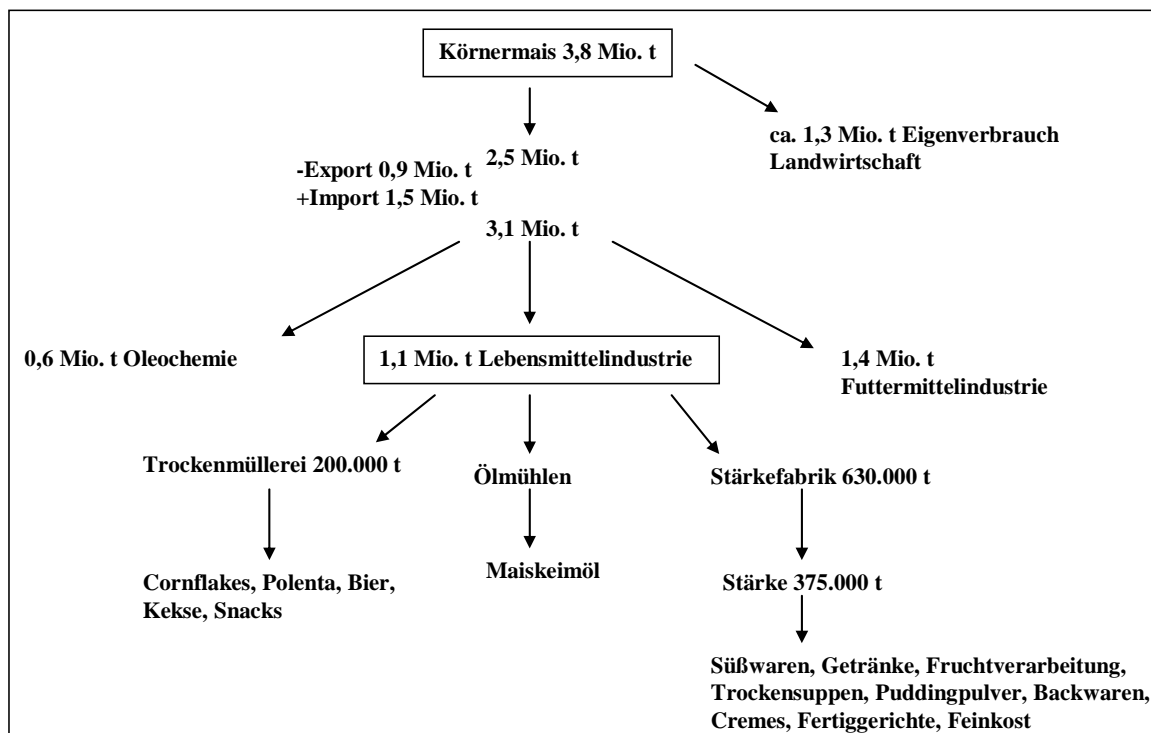 Körnermais 3,8 Mio. t
ca. 1,3 Mio. t Eigenverbrauch
Landwirtschaft
2,5 Mio. t
-Export 0,9 Mio. t
+Import 1,5 Mio. t
3,1 Mio. t
0,6 Mio. t Oleochemie
1,1 Mio. t Lebensmittelindustrie
1,4 Mio. t
Futtermittelindustrie
Trockenmüllerei 200.000 t
Ölmühlen
Stärkefabrik 630.000 t
Cornflakes, Polenta, Bier,
Kekse, Snacks
Maiskeimöl
Stärke 375.000 t
Süßwaren, Getränke, Fruchtverarbeitung,
Trockensuppen, Puddingpulver, Backwaren,
Cremes, Fertiggerichte, Feinkost